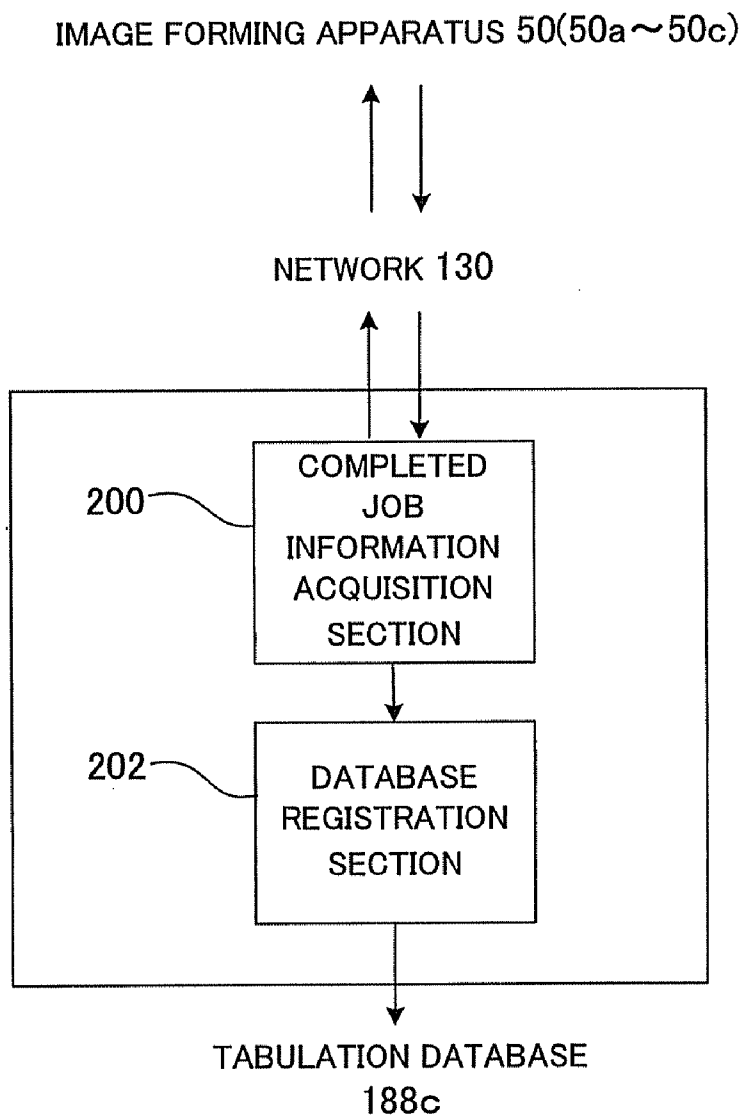 IMAGE FORMING APPARATUS 50(50a～50c)
NETWORK 130
200
COMPLETED
JOB
INFORMATION
ACQUISITION
SECTION
202
DATABASE
REGISTRATION
SECTION
TABULATION DATABASE
188c